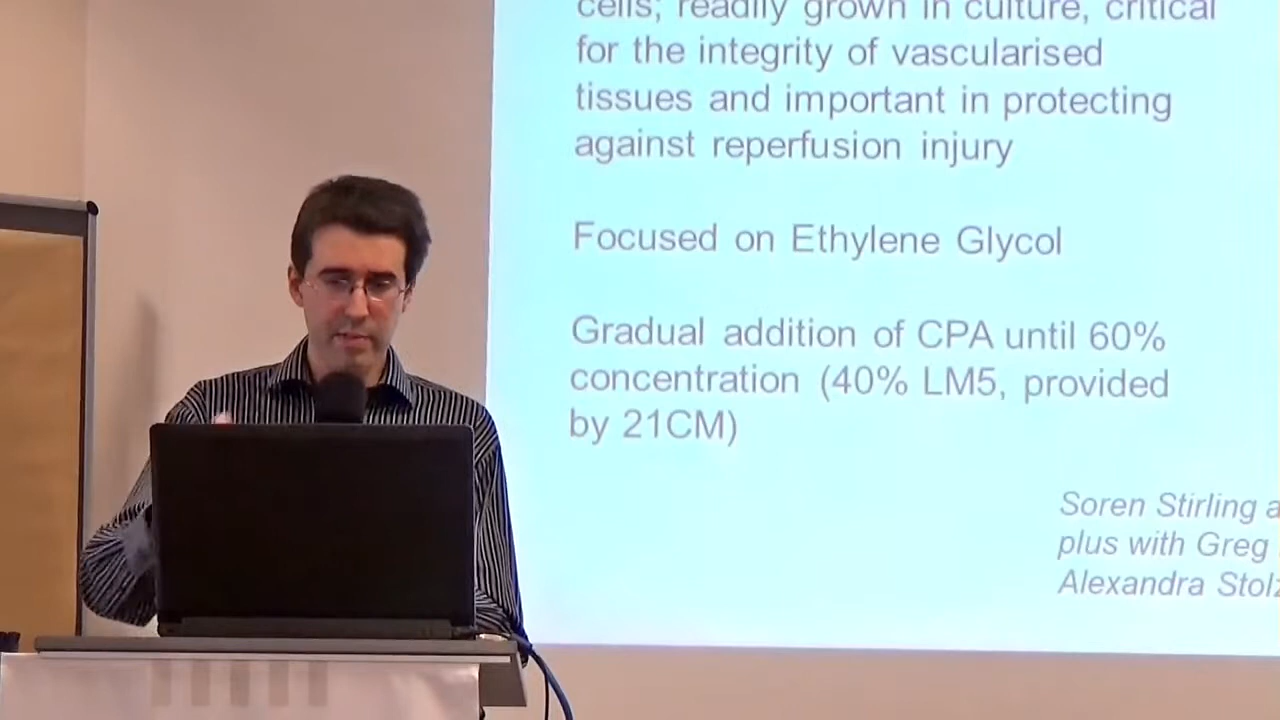 cells; readily grown in culture, critical
for the integrity of vascularised
tissues and important in protecting
against reperfusion injury
Focused on Ethylene Glycol
Gradual addition of CPA until 60%
concentration (40% LM5, provided
by 21CM)
Soren Stirling a
plus with Greg
Alexandra Stolz